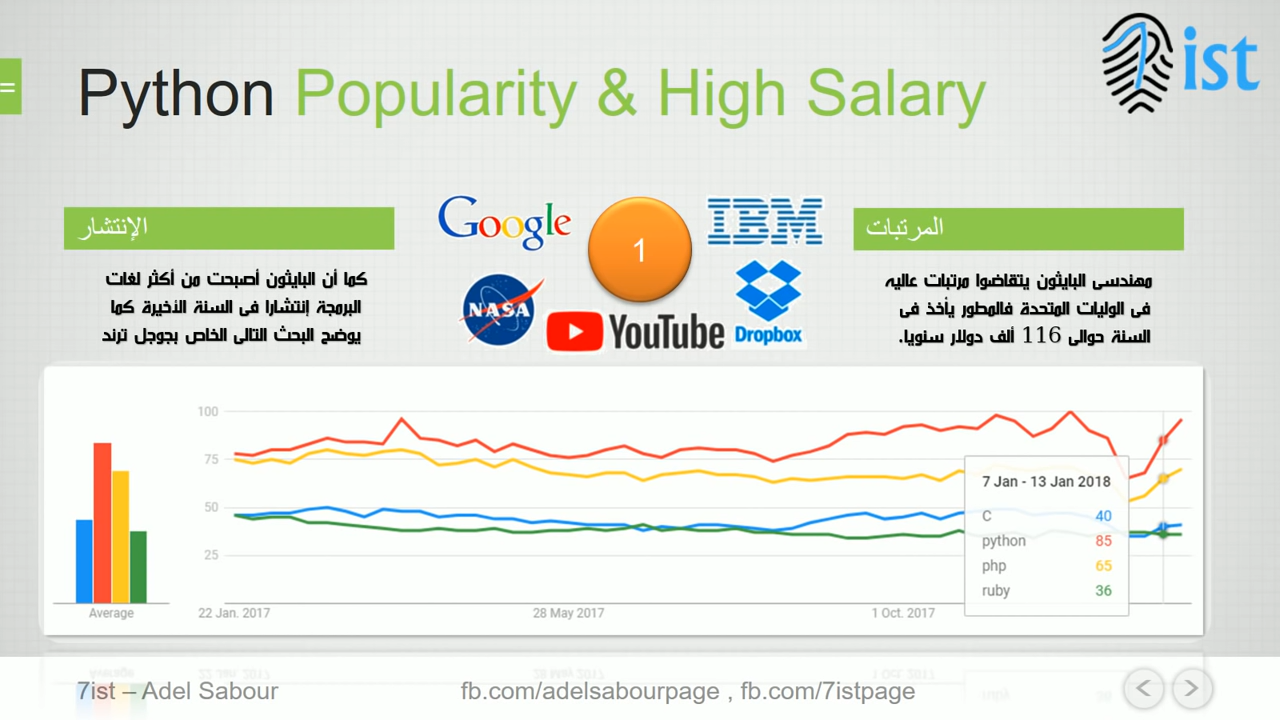 Python Popularity & High Salary
7ist
=
الإنتشار
كما أن البايثون أصبحت من أكثر لغات
البرمجة إنتشارا فى السنة الأخيرة كما
يوضح البحث التالى الخاص بجوجل ترند
Google
1
IBM
NASA
YouTube
Dropbox
المرتبات
مهندسى البايثون يتقاضوا مرتبات عاليه
فى الوليات المتحدة فالمطور يأخذ فى
السنة حوالى 116 ألف دولار سنويا.
100
75
50
25
Average
22 Jan. 2017
28 May 2017
1 Oct. 2017
7 Jan - 13 Jan 2018
C 40
python 85
php 65
ruby 36
7ist – Adel Sabour
fb.com/adelsabourpage , fb.com/7istpage
< >